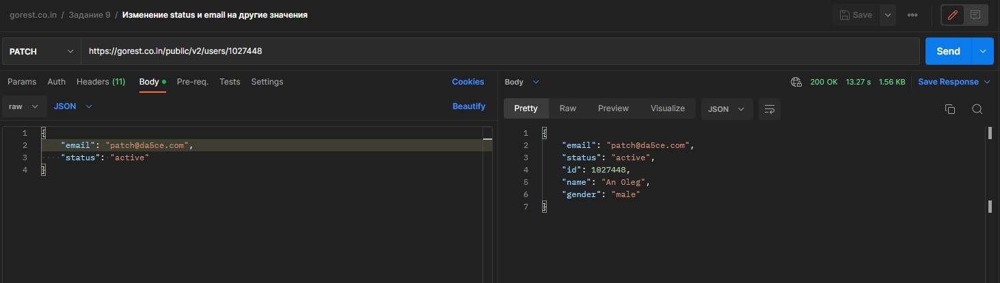 gorest.co.in / Задание 9 / Изменение status и email на другие значения
Save
PATCH
https://gorest.co.in/public/v2/users/1027448
Send
Params Auth Headers (11) Body Pre-req. Tests Settings Cookies
raw JSON Beautify
1 {
2 "email": "patch@da5ce.com",
3 "status": "active"
4 }
Body 200 OK 13.27 s 1.56 KB Save Response
Pretty Raw Preview Visualize JSON
1 {
2 "email": "patch@da5ce.com",
3 "status": "active",
4 "id": 1027448,
5 "name": "An Oleg",
6 "gender": "male"
7 }